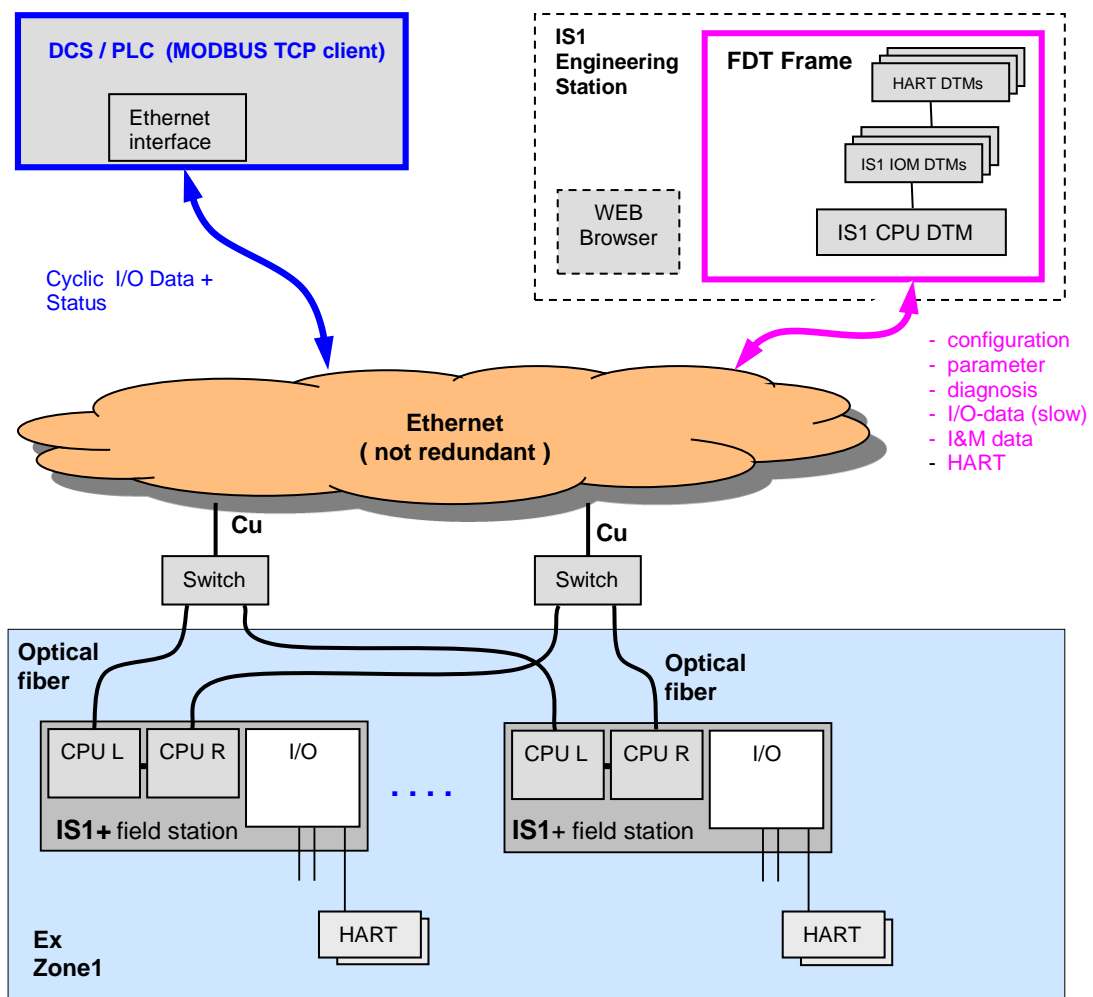 DCS / PLC (MODBUS TCP client)
Ethernet
interface
IS1
Engineering
Station
FDT Frame
HART DTMs
IS1 IOM DTMs
IS1 CPU DTM
WEB
Browser
Cyclic I/O Data +
Status
- configuration
- parameter
- diagnosis
- I/O-data (slow)
- I&M data
- HART
Ethernet
( not redundant )
Cu
Cu
Switch
Switch
Optical
fiber
Optical
fiber
CPU L
CPU R
I/O
IS1+ field station
. . . .
CPU L
CPU R
I/O
IS1+ field station
HART
HART
Ex
Zone1